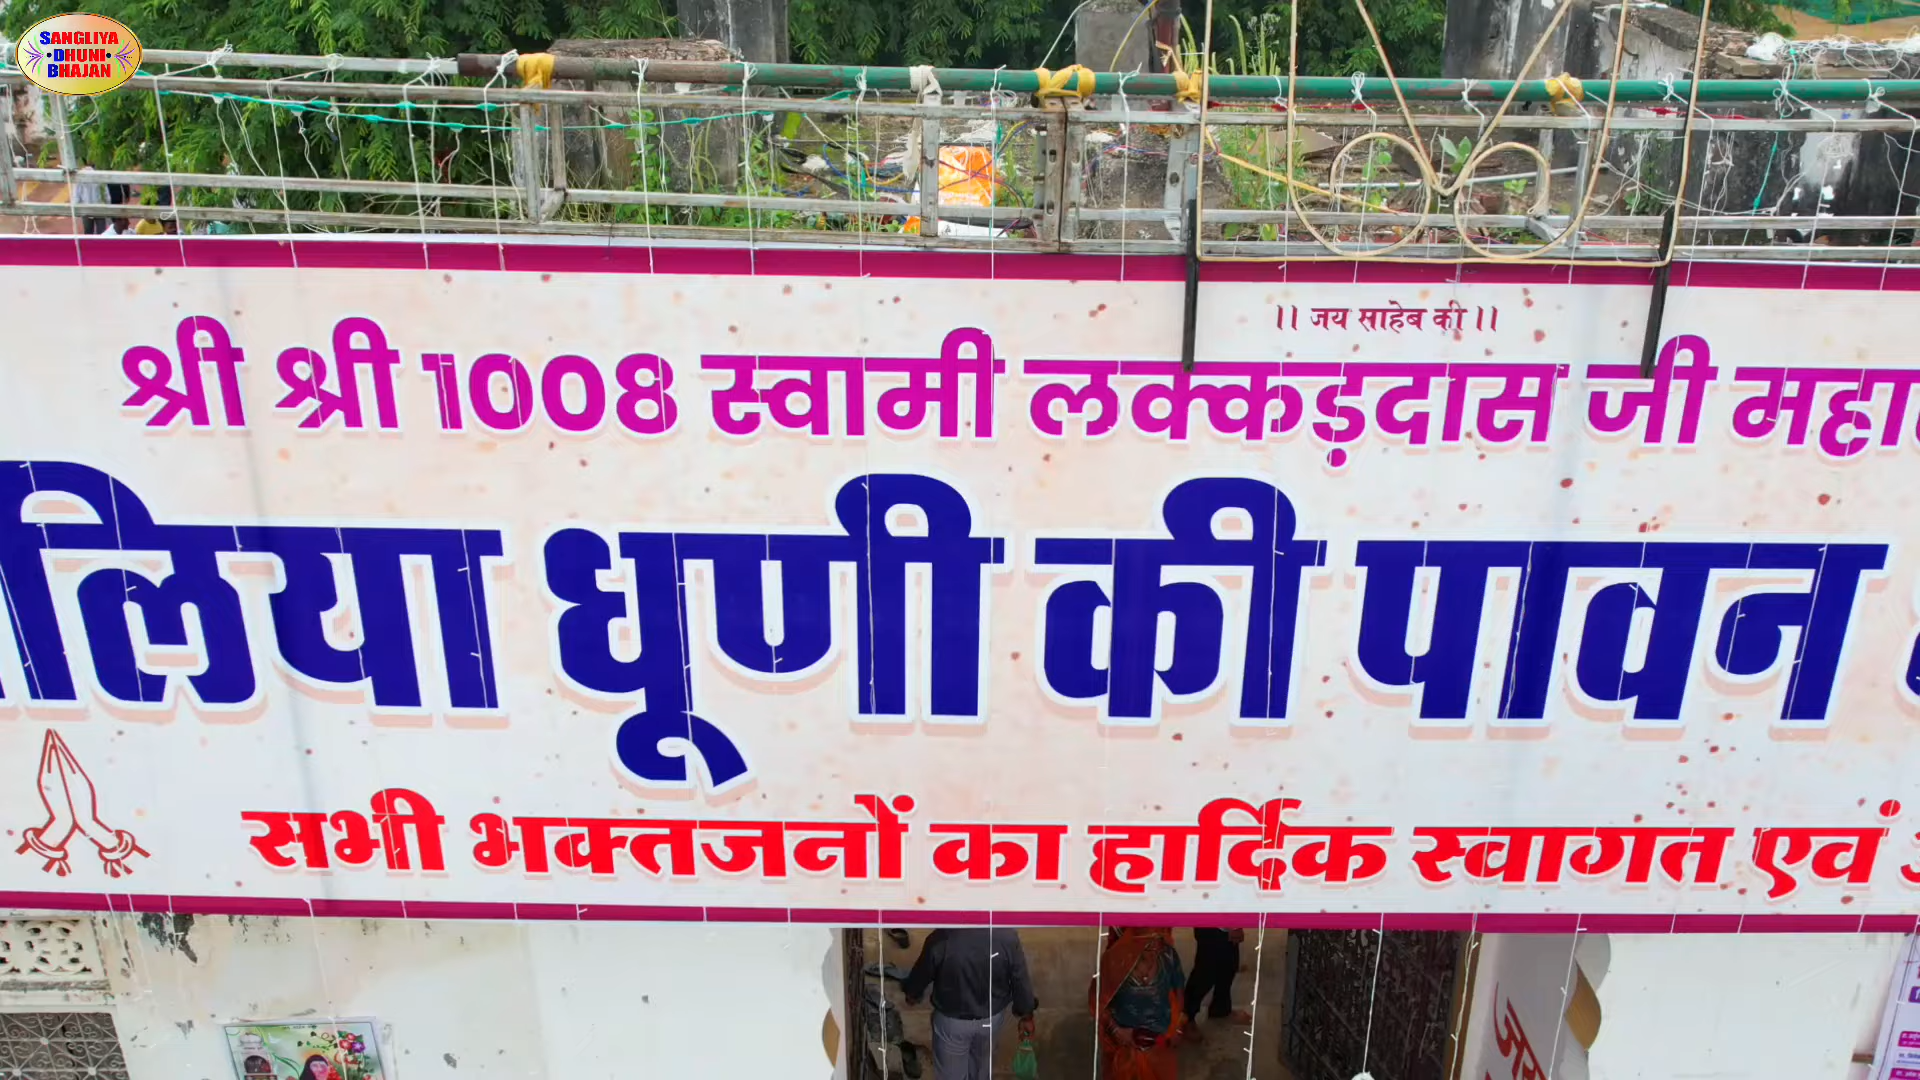 SANGLIYA
DHUNI
BHAJAN
।। जय साहेब की ।।
श्री श्री 1008 स्वामी लक्कड़दास जी
लिया धूणी की पावन
सभी भक्तजनों का हार्दिक स्वागत एवं